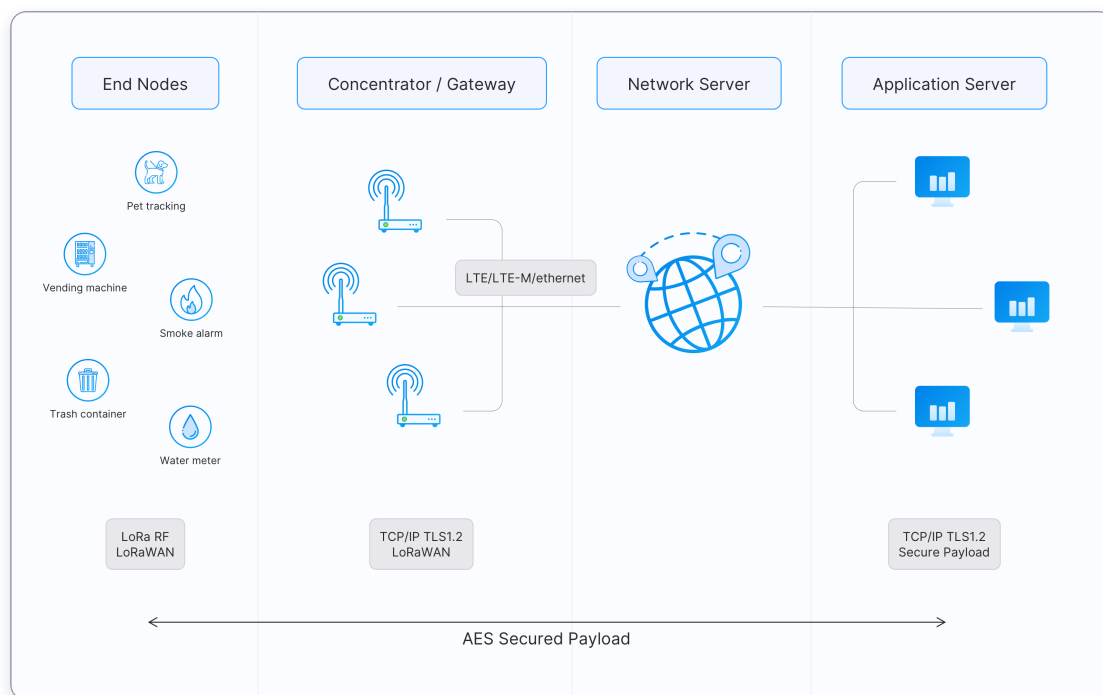 End Nodes
Concentrator / Gateway
Network Server
Application Server
Pet tracking
Vending machine
Smoke alarm
Trash container
Water meter
LTE/LTE-M/ethernet
LoRa RF
LoRaWAN
TCP/IP TLS1.2
LoRaWAN
TCP/IP TLS1.2
Secure Payload
AES Secured Payload